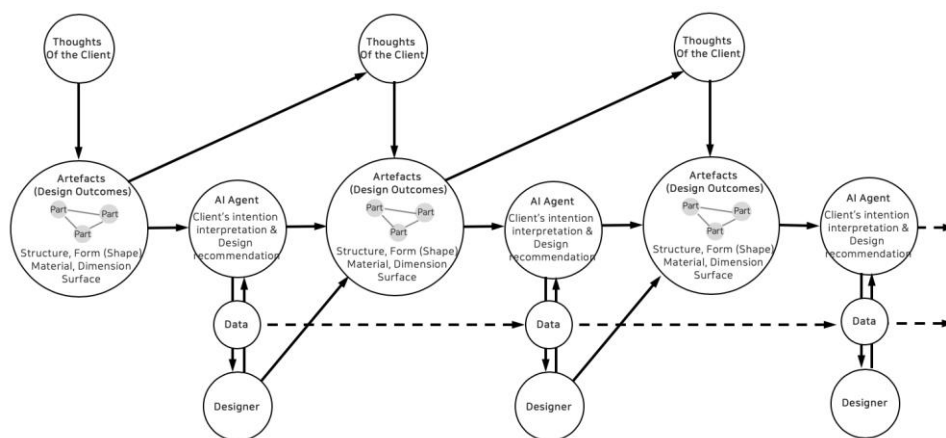 Thoughts
Of the Client
Thoughts
Of the Client
Thoughts
Of the Client
Artefacts
(Design Outcomes)
Part
Part
Part
Structure, Form (Shape)
Material, Dimension
Surface
AI Agent
Client's intention
interpretation &
Design
recommendation
Data
Designer
Artefacts
(Design Outcomes)
Part
Part
Part
Structure, Form (Shape)
Material, Dimension
Surface
AI Agent
Client's intention
interpretation &
Design
recommendation
Data
Designer
Artefacts
(Design Outcomes)
Part
Part
Part
Structure, Form (Shape)
Material, Dimension
Surface
AI Agent
Client's intention
interpretation &
Design
recommendation
Data
Designer